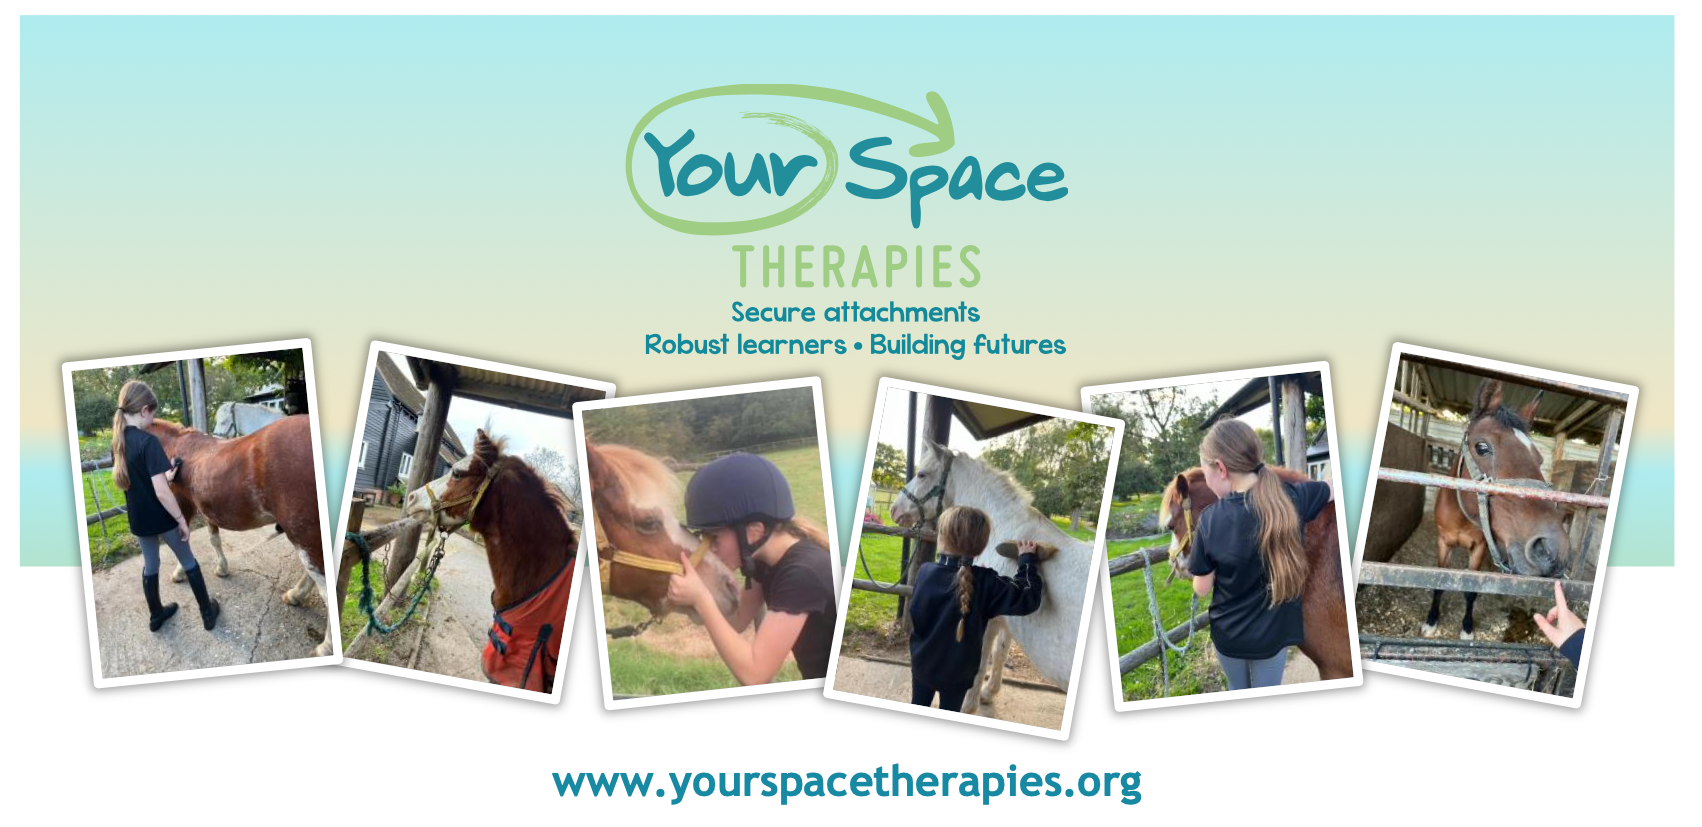 Your Space
THERAPIES
Secure attachments
Robust learners • Building futures
www.yourspacetherapies.org